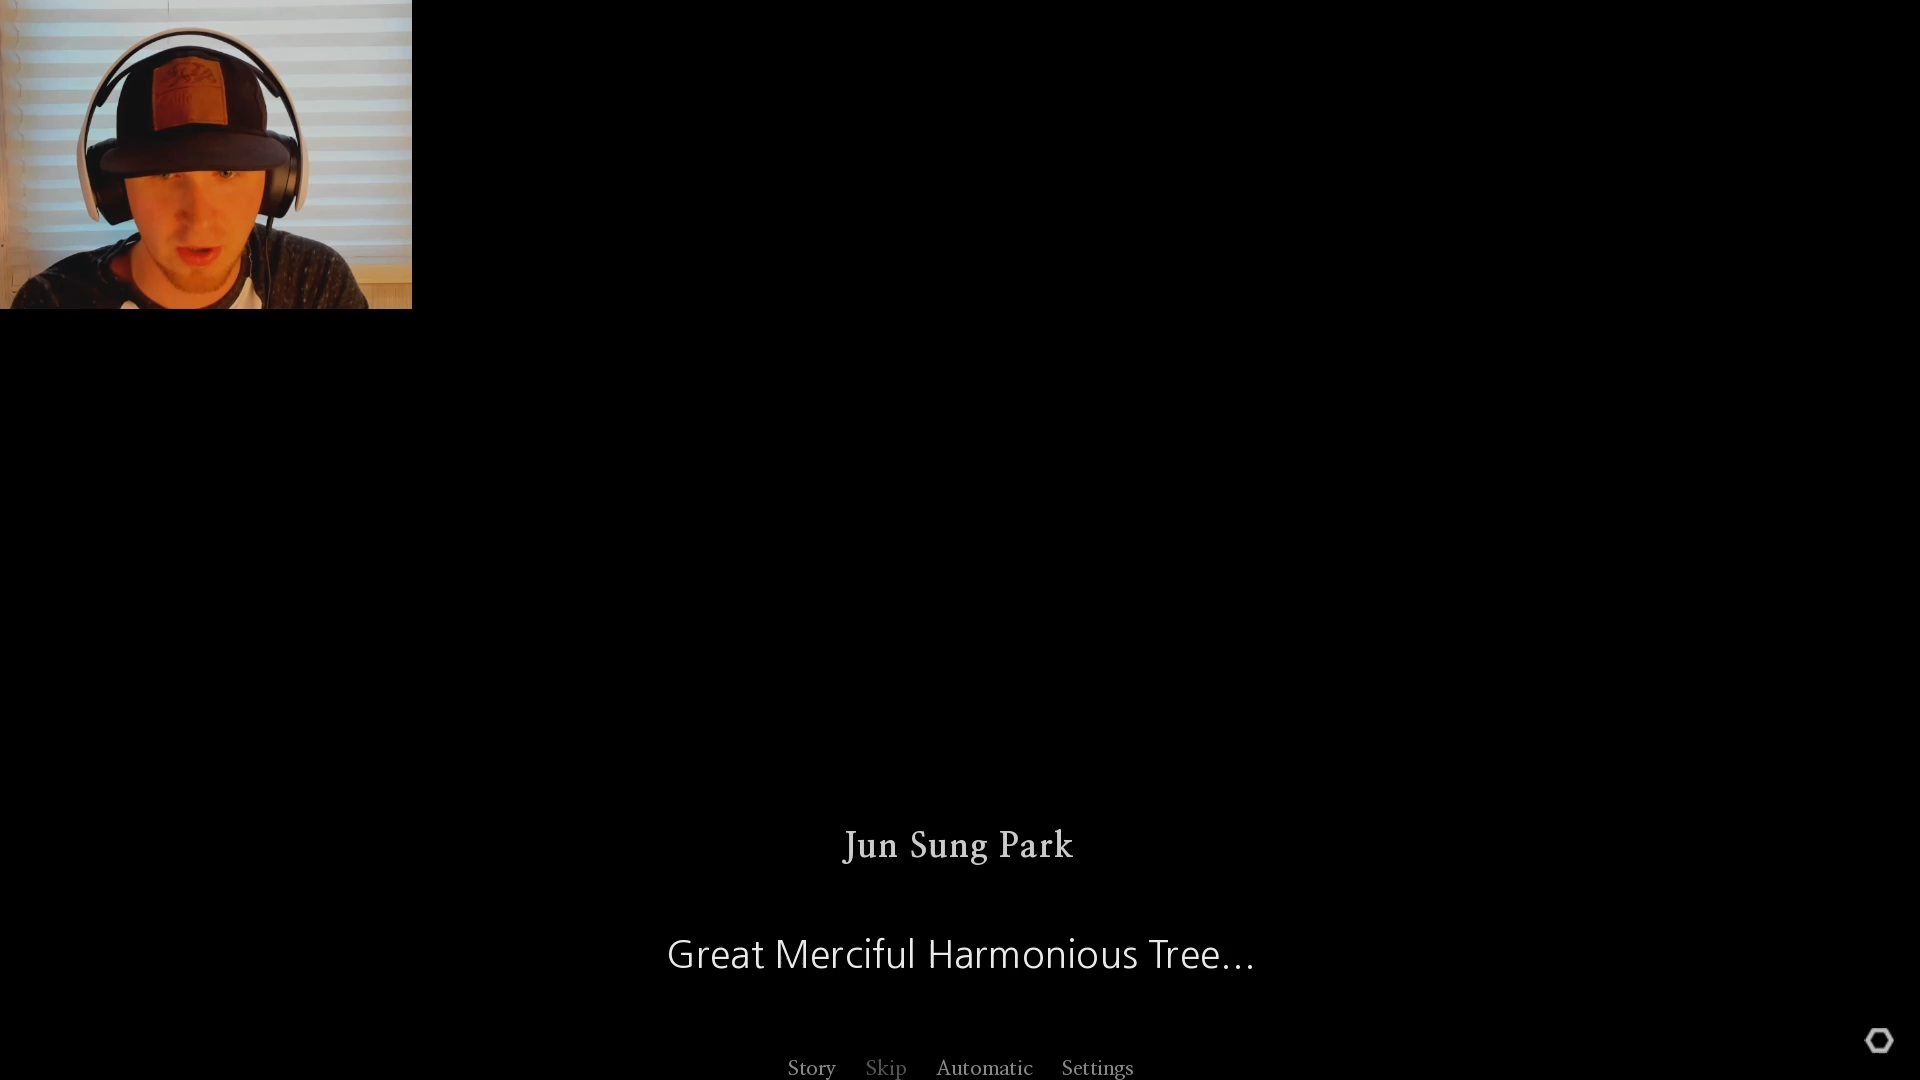 Jun Sung Park
Great Merciful Harmonious Tree...
Story Skip Automatic Settings